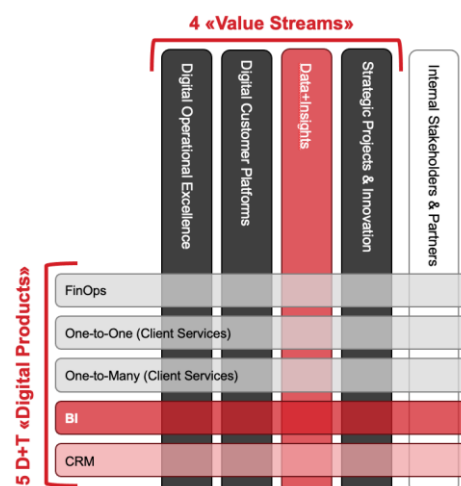 4 «Value Streams»
Digital Operational Excellence
Digital Customer Platforms
Data+Insights
Strategic Projects & Innovation
Internal Stakeholders & Partners
5 D+T «Digital Products»
FinOps
One-to-One (Client Services)
One-to-Many (Client Services)
BI
CRM